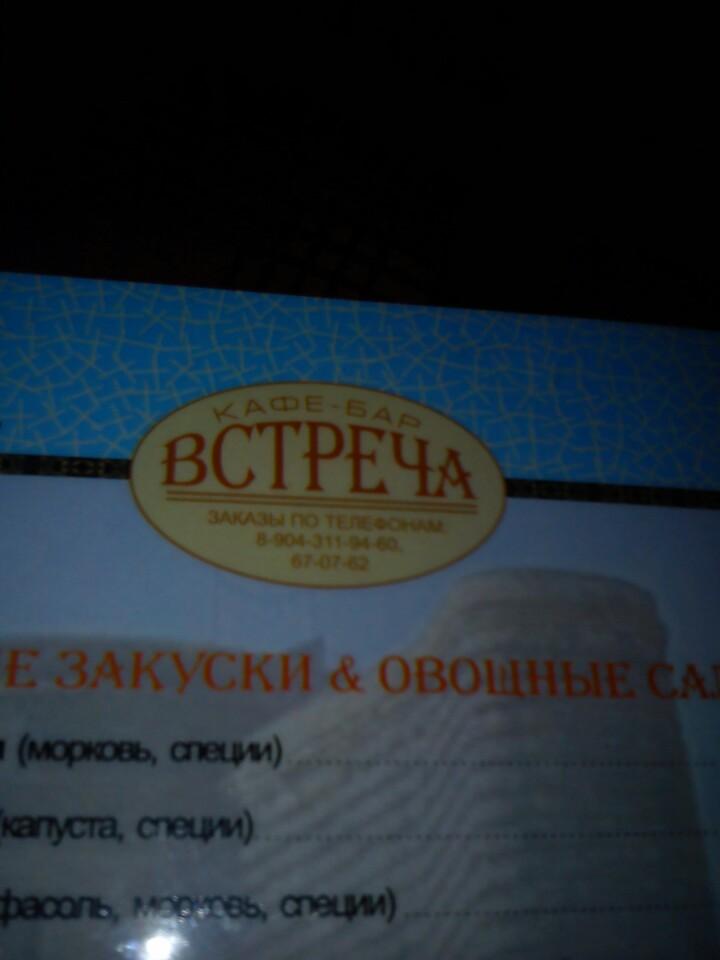 КАФЕ-БАР
ВСТРЕЧА
ЗАКАЗЫ ПО ТЕЛЕФОНАМ:
8-904-311-94-60,
67-07-62
Е ЗАКУСКИ & ОВОЩНЫЕ СА
(морковь, специи)
(капуста, специи)
фасоль, морковь, специи)